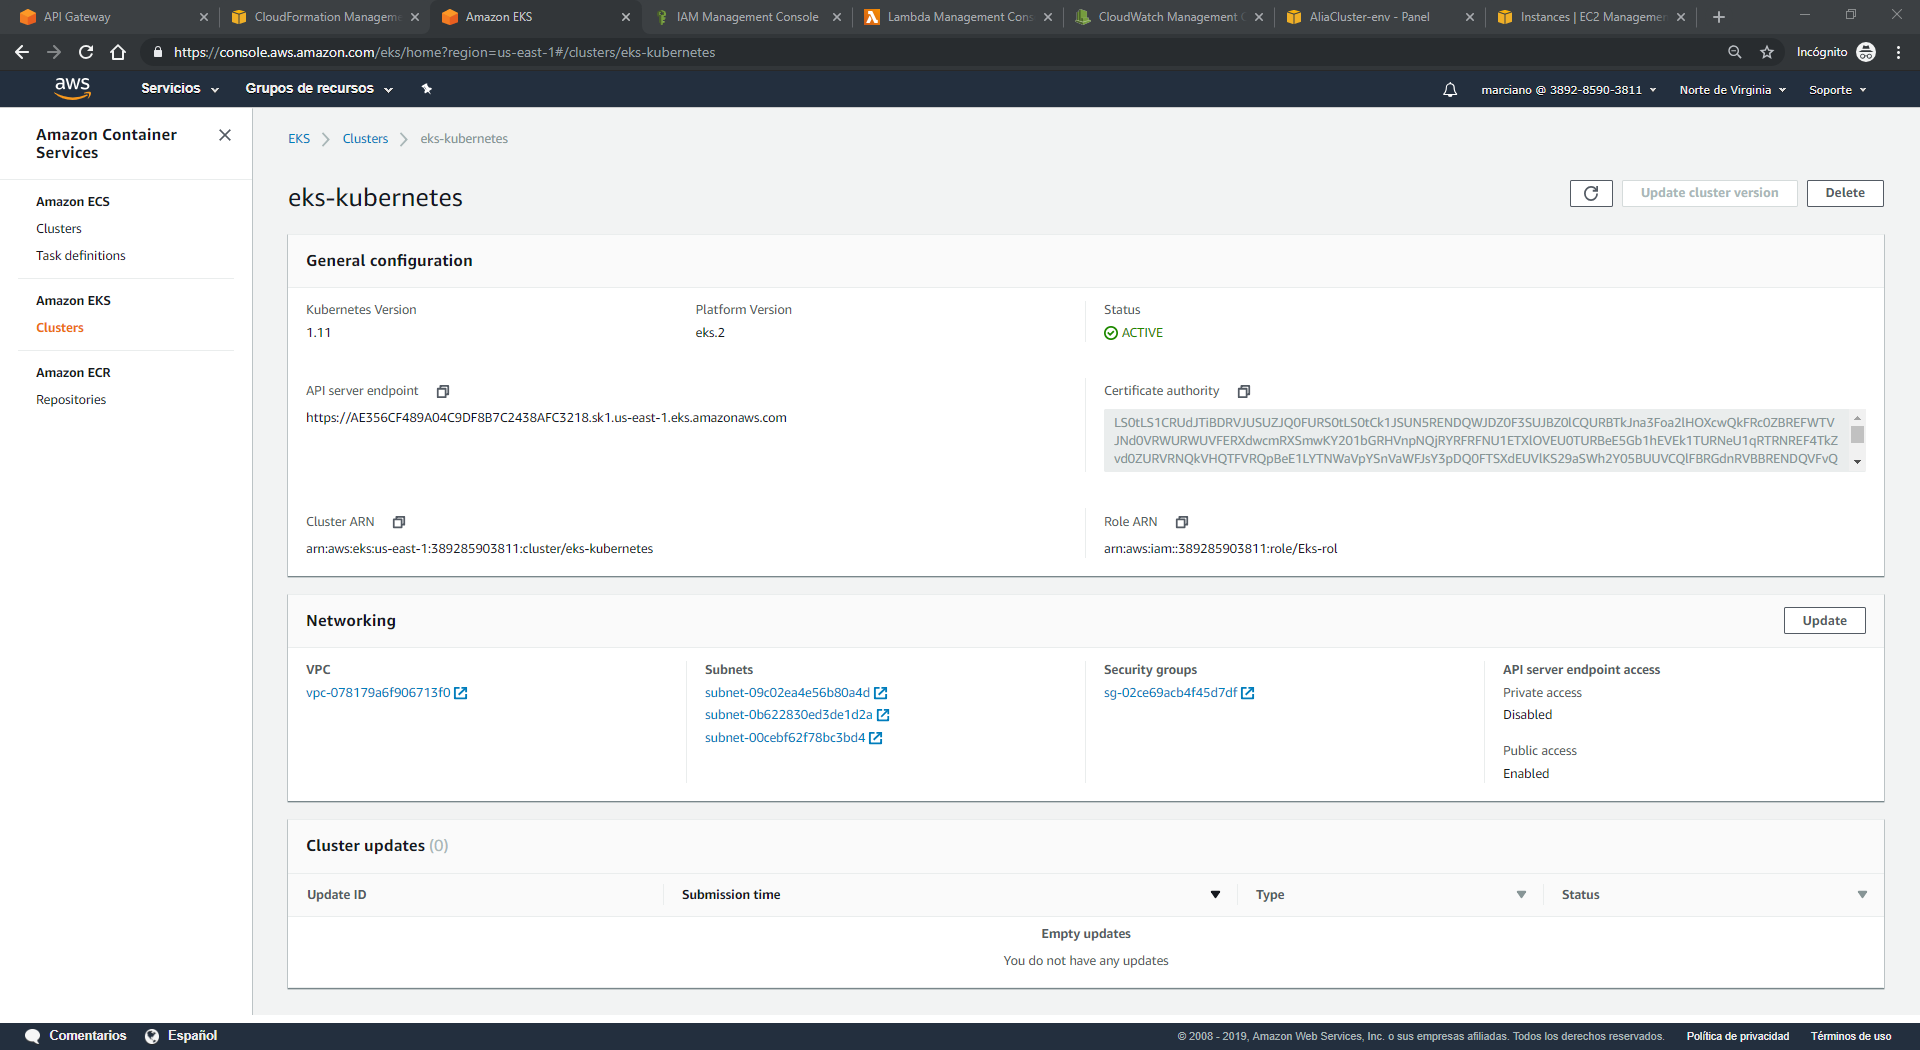 API Gateway
CloudFormation Manageme
Amazon EKS
IAM Management Console
Lambda Management Cons
CloudWatch Management C
AliaCluster-env - Panel
Instances | EC2 Managemen
https://console.aws.amazon.com/eks/home?region=us-east-1#/clusters/eks-kubernetes
Incógnito
aws
Servicios
Grupos de recursos
marciano @ 3892-8590-3811
Norte de Virginia
Soporte
Amazon Container
Services
Amazon ECS
Clusters
Task definitions
Amazon EKS
Clusters
Amazon ECR
Repositories
EKS
Clusters
eks-kubernetes
eks-kubernetes
Update cluster version
Delete
General configuration
Kubernetes Version
1.11
Platform Version
eks.2
Status
ACTIVE
API server endpoint
https://AE356CF489A04C9DF8B7C2438AFC3218.sk1.us-east-1.eks.amazonaws.com
Certificate authority
Cluster ARN
arn:aws:eks:us-east-1:389285903811:cluster/eks-kubernetes
Role ARN
arn:aws:iam::389285903811:role/Eks-rol
Networking
Update
VPC
vpc-078179a6f906713f0
Subnets
subnet-09c02ea4e56b80a4d
subnet-0b622830ed3de1d2a
subnet-00cebf62f78bc3bd4
Security groups
sg-02ce69acb4f45d7df
API server endpoint access
Private access
Disabled
Public access
Enabled
Cluster updates (0)
Update ID
Submission time
Type
Status
Empty updates
You do not have any updates
Comentarios
Español
© 2008 - 2019, Amazon Web Services, Inc. o sus empresas afiliadas. Todos los derechos reservados.
Política de privacidad
Términos de uso